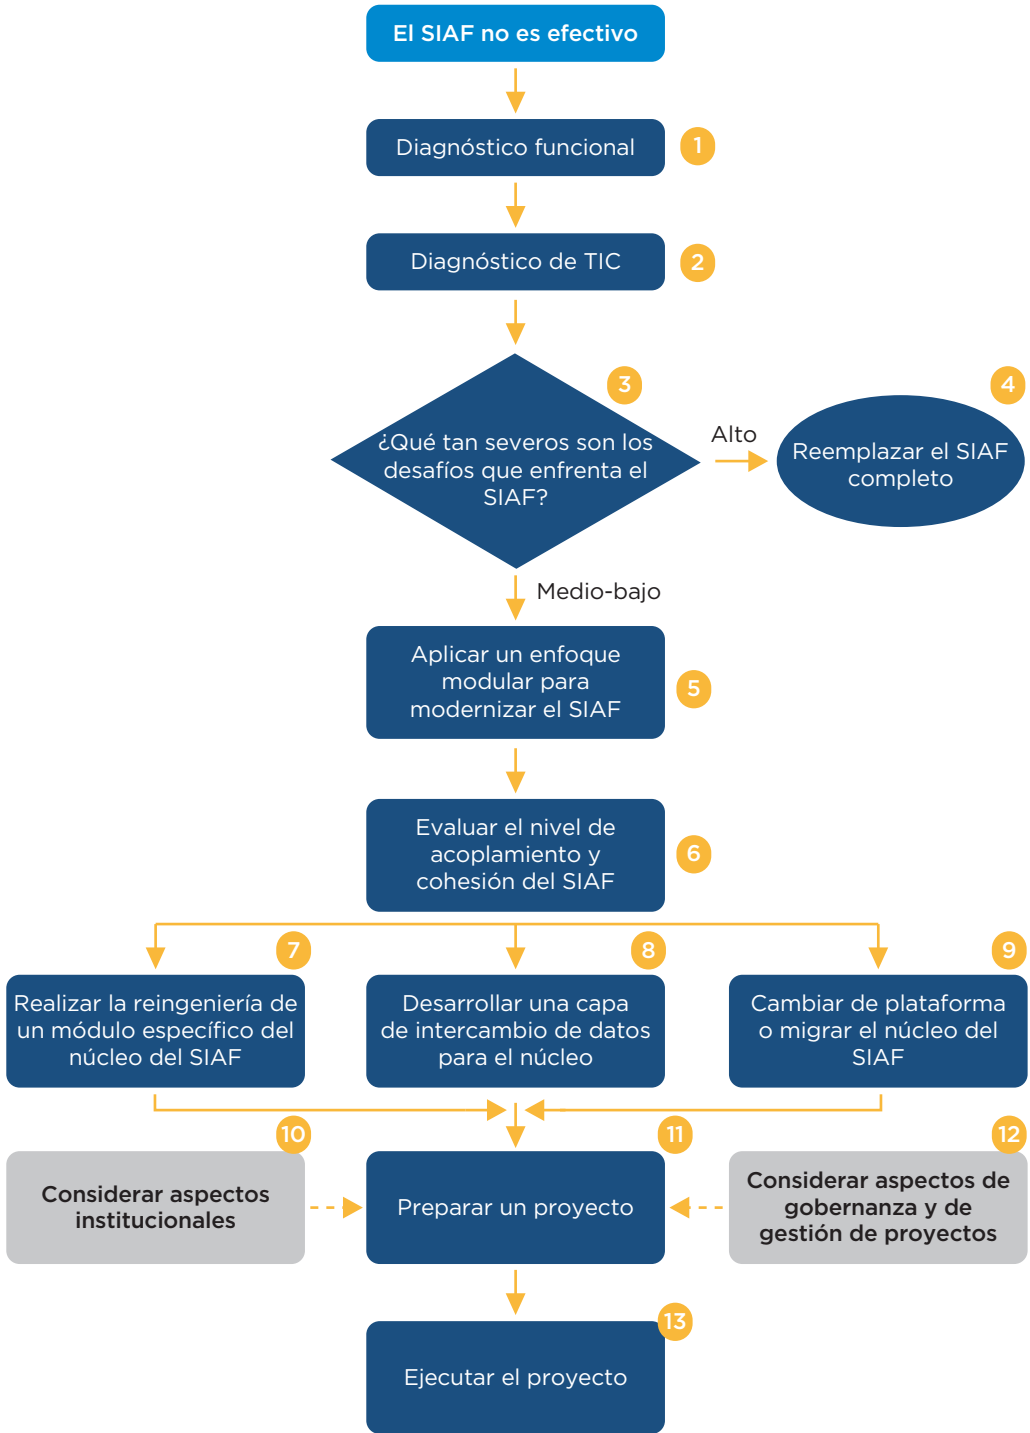 El SIAF no es efectivo
Diagnóstico funcional
1
Diagnóstico de TIC
2
3
¿Qué tan severos son los
desafíos que enfrenta el
SIAF?
Alto
4
Reemplazar el SIAF
completo
Medio-bajo
Aplicar un enfoque
modular para
modernizar el SIAF
5
Evaluar el nivel de
acoplamiento y
cohesión del SIAF
6
7
Realizar la reingeniería de
un módulo específico del
núcleo del SIAF
8
Desarrollar una capa
de intercambio de datos
para el núcleo
9
Cambiar de plataforma
o migrar el núcleo del
SIAF
10
Considerar aspectos
institucionales
11
Preparar un proyecto
12
Considerar aspectos de
gobernanza y de
gestión de proyectos
13
Ejecutar el proyecto